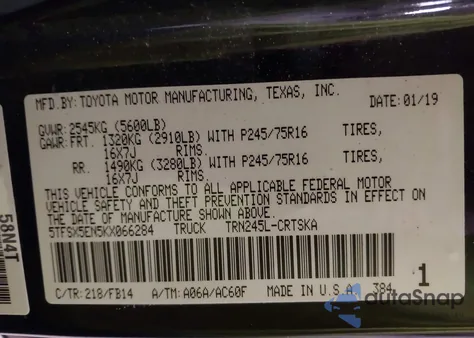 MFD.BY: TOYOTA MOTOR MANUFACTURING, TEXAS, INC.
DATE: 01/19
GVWR: 2545KG (5600LB)
GAWR: FRT. 1320KG (2910LB) WITH P245/75R16 TIRES,
16X7J RIMS.
RR. 1490KG (3280LB) WITH P245/75R16 TIRES,
16X7J RIMS.
THIS VEHICLE CONFORMS TO ALL APPLICABLE FEDERAL MOTOR
VEHICLE SAFETY AND THEFT PREVENTION STANDARDS IN EFFECT ON
THE DATE OF MANUFACTURE SHOWN ABOVE.
5TFSX5EN5KX066284 TRUCK TRN245L-CRTSKA
C/TR: 218/FB14 A/TM: A06A/AC60F MADE IN U.S.A. 384
1
58N4T
autoSnap